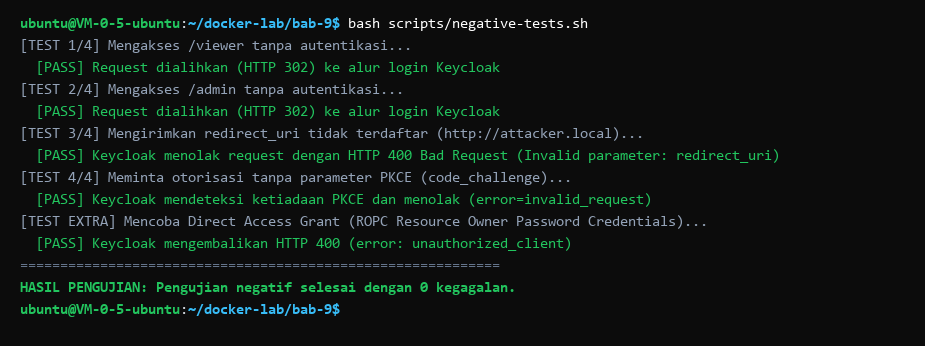 ubuntu@VM-0-5-ubuntu:~/docker-lab/bab-9$ bash scripts/negative-tests.sh
[TEST 1/4] Mengakses /viewer tanpa autentikasi...
[PASS] Request dialihkan (HTTP 302) ke alur login Keycloak
[TEST 2/4] Mengakses /admin tanpa autentikasi...
[PASS] Request dialihkan (HTTP 302) ke alur login Keycloak
[TEST 3/4] Mengirimkan redirect_uri tidak terdaftar (http://attacker.local)...
[PASS] Keycloak menolak request dengan HTTP 400 Bad Request (Invalid parameter: redirect_uri)
[TEST 4/4] Meminta otorisasi tanpa parameter PKCE (code_challenge)...
[PASS] Keycloak mendeteksi ketiadaan PKCE dan menolak (error=invalid_request)
[TEST EXTRA] Mencoba Direct Access Grant (ROPC Resource Owner Password Credentials)...
[PASS] Keycloak mengembalikan HTTP 400 (error: unauthorized_client)
============================================================
HASIL PENGUJIAN: Pengujian negatif selesai dengan 0 kegagalan.
ubuntu@VM-0-5-ubuntu:~/docker-lab/bab-9$